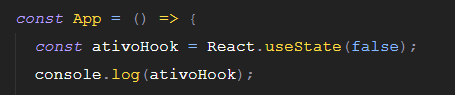 const App = () => {
const ativoHook = React.useState(false);
console.log(ativoHook);